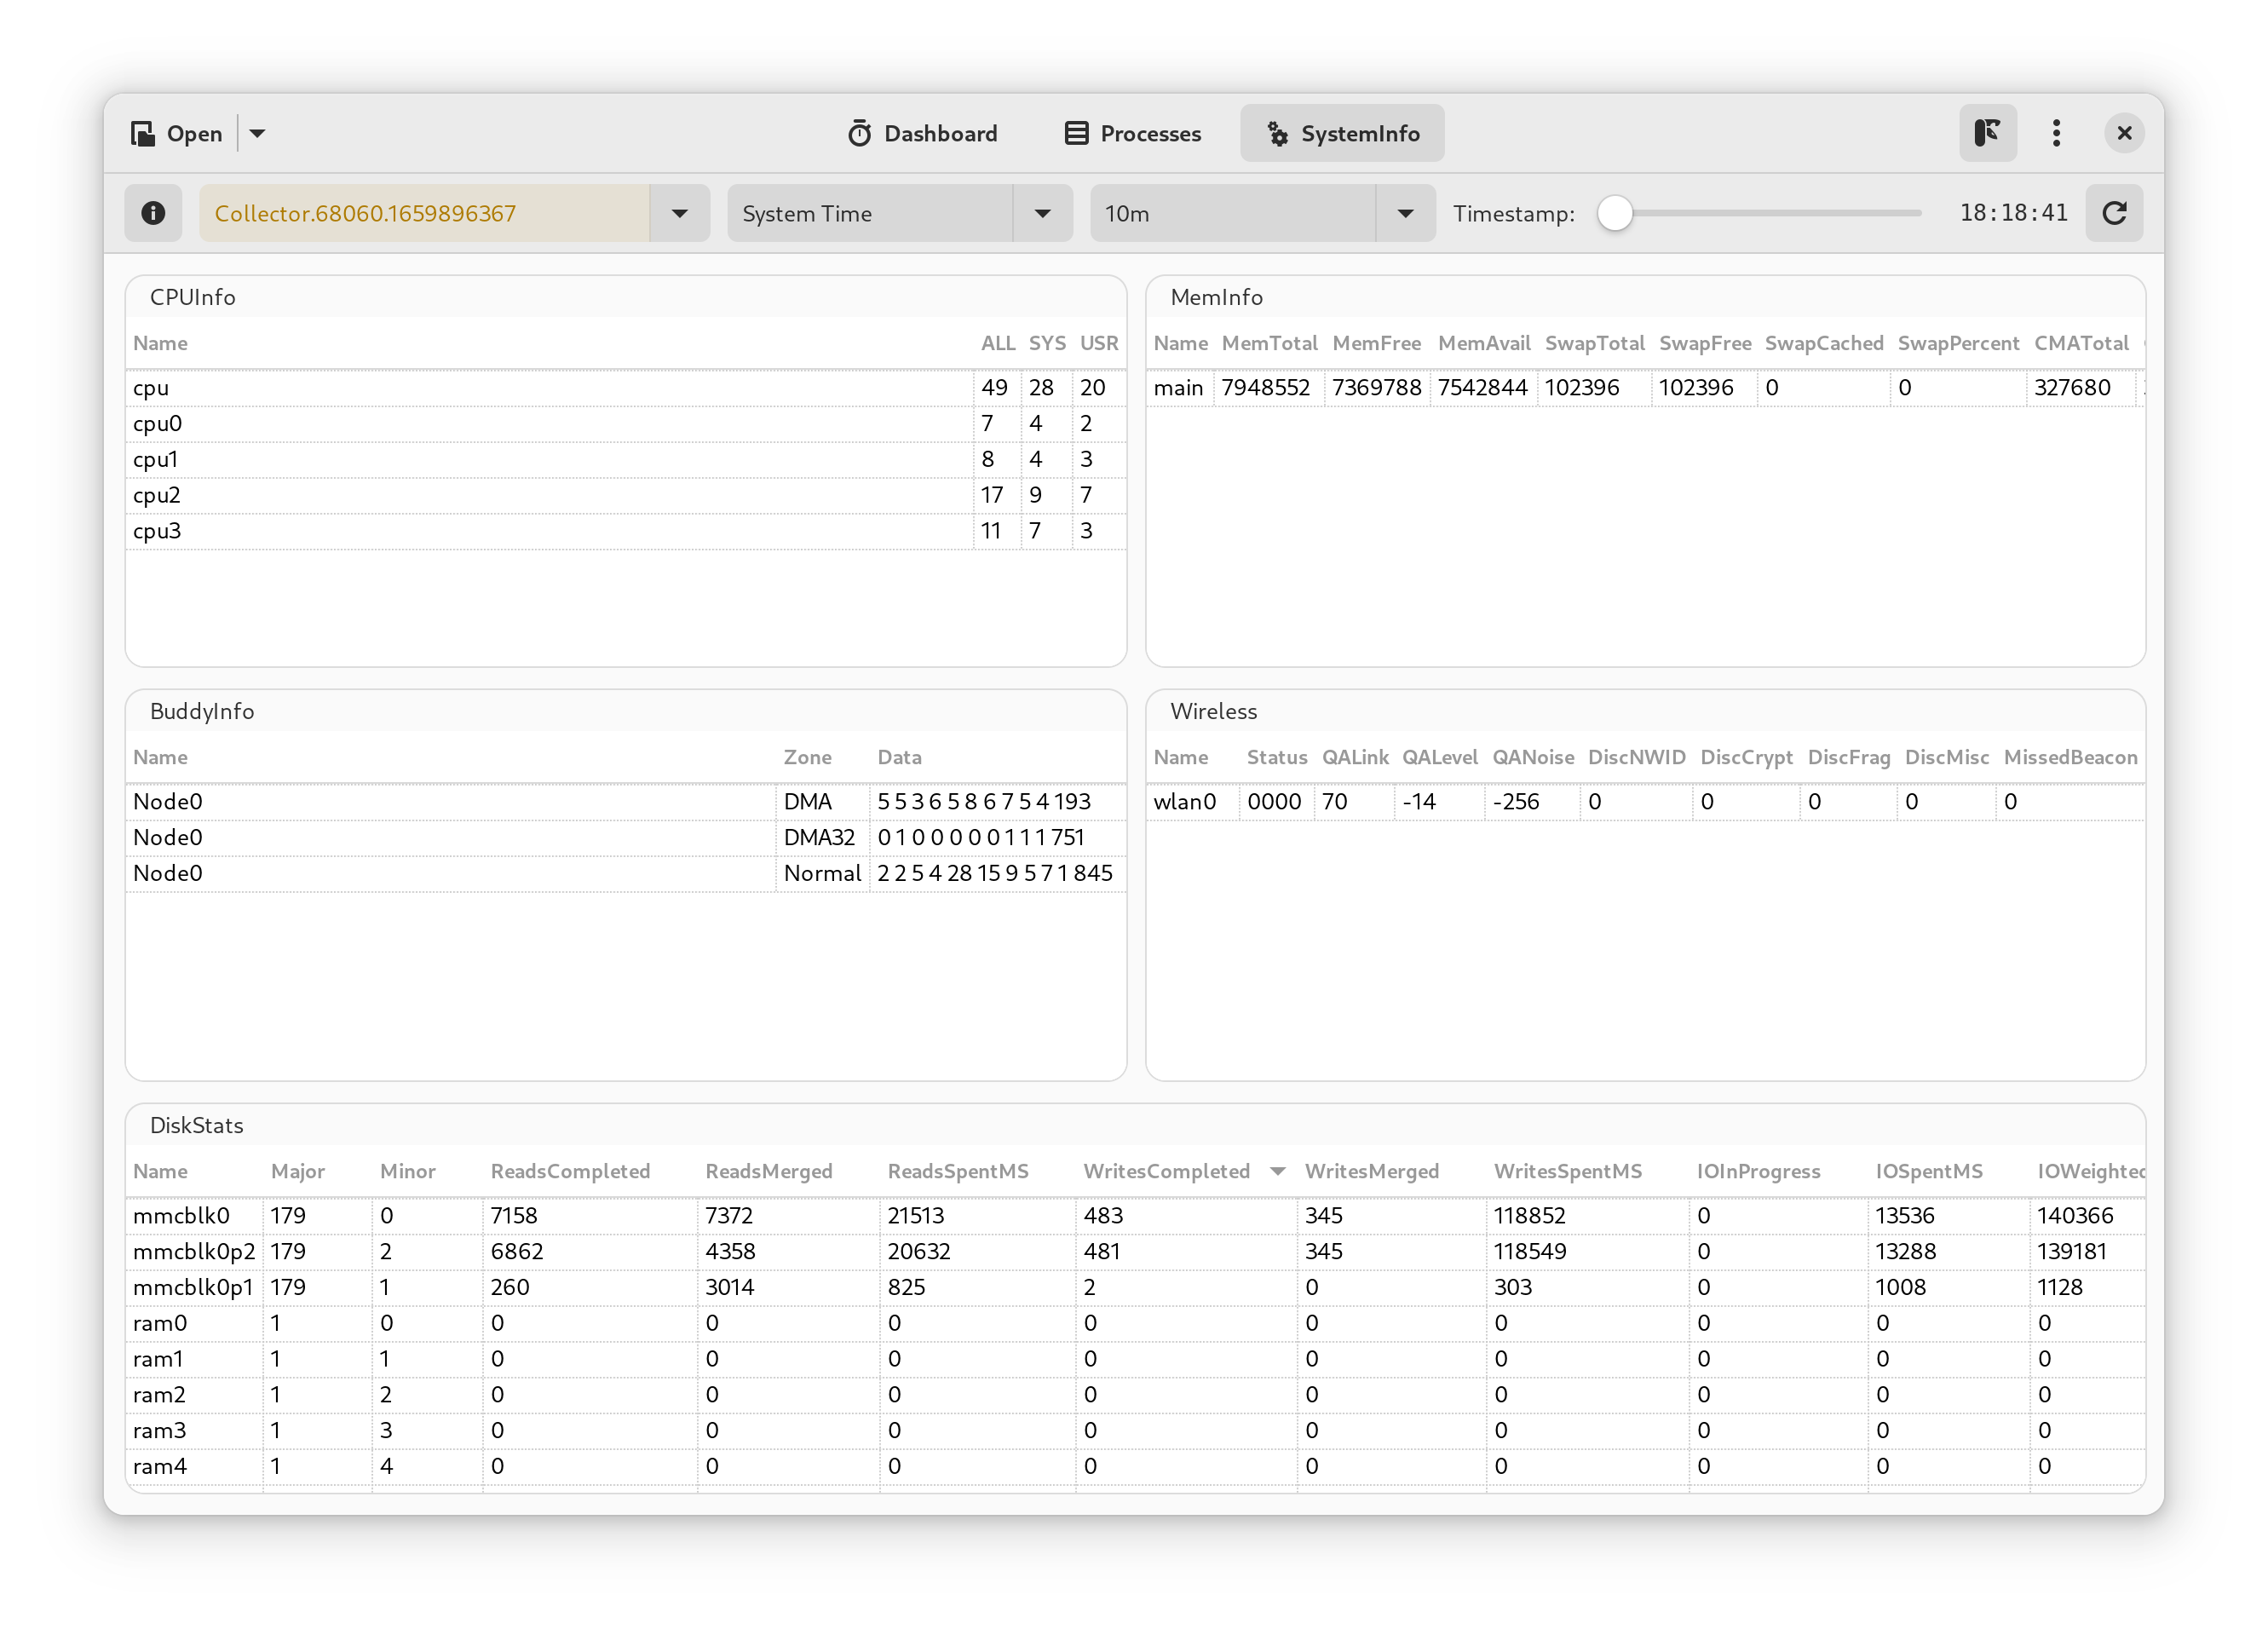 Open Dashboard Processes SystemInfo
Collector.68060.1659896367 System Time 10m Timestamp: 18:18:41
CPUInfo
Name ALL SYS USR
cpu 49 28 20
cpu0 7 4 2
cpu1 8 4 3
cpu2 17 9 7
cpu3 11 7 3
MemInfo
Name MemTotal MemFree MemAvail SwapTotal SwapFree SwapCached SwapPercent CMATotal
main 7948552 7369788 7542844 102396 102396 0 0 327680
BuddyInfo
Name Zone Data
Node0 DMA 5 5 3 6 5 8 6 7 5 4 193
Node0 DMA32 0 1 0 0 0 0 0 1 1 1 751
Node0 Normal 2 2 5 4 28 15 9 5 7 1 845
Wireless
Name Status QALink QALevel QANoise DiscNWID DiscCrypt DiscFrag DiscMisc MissedBeacon
wlan0 0000 70 -14 -256 0 0 0 0 0
DiskStats
Name Major Minor ReadsCompleted ReadsMerged ReadsSpentMS WritesCompleted WritesMerged WritesSpentMS IOInProgress IOSpentMS IOWeighted
mmcblk0 179 0 7158 7372 21513 483 345 118852 0 13536 140366
mmcblk0p2 179 2 6862 4358 20632 481 345 118549 0 13288 139181
mmcblk0p1 179 1 260 3014 825 2 0 303 0 1008 1128
ram0 1 0 0 0 0 0 0 0 0 0 0
ram1 1 1 0 0 0 0 0 0 0 0 0
ram2 1 2 0 0 0 0 0 0 0 0 0
ram3 1 3 0 0 0 0 0 0 0 0 0
ram4 1 4 0 0 0 0 0 0 0 0 0